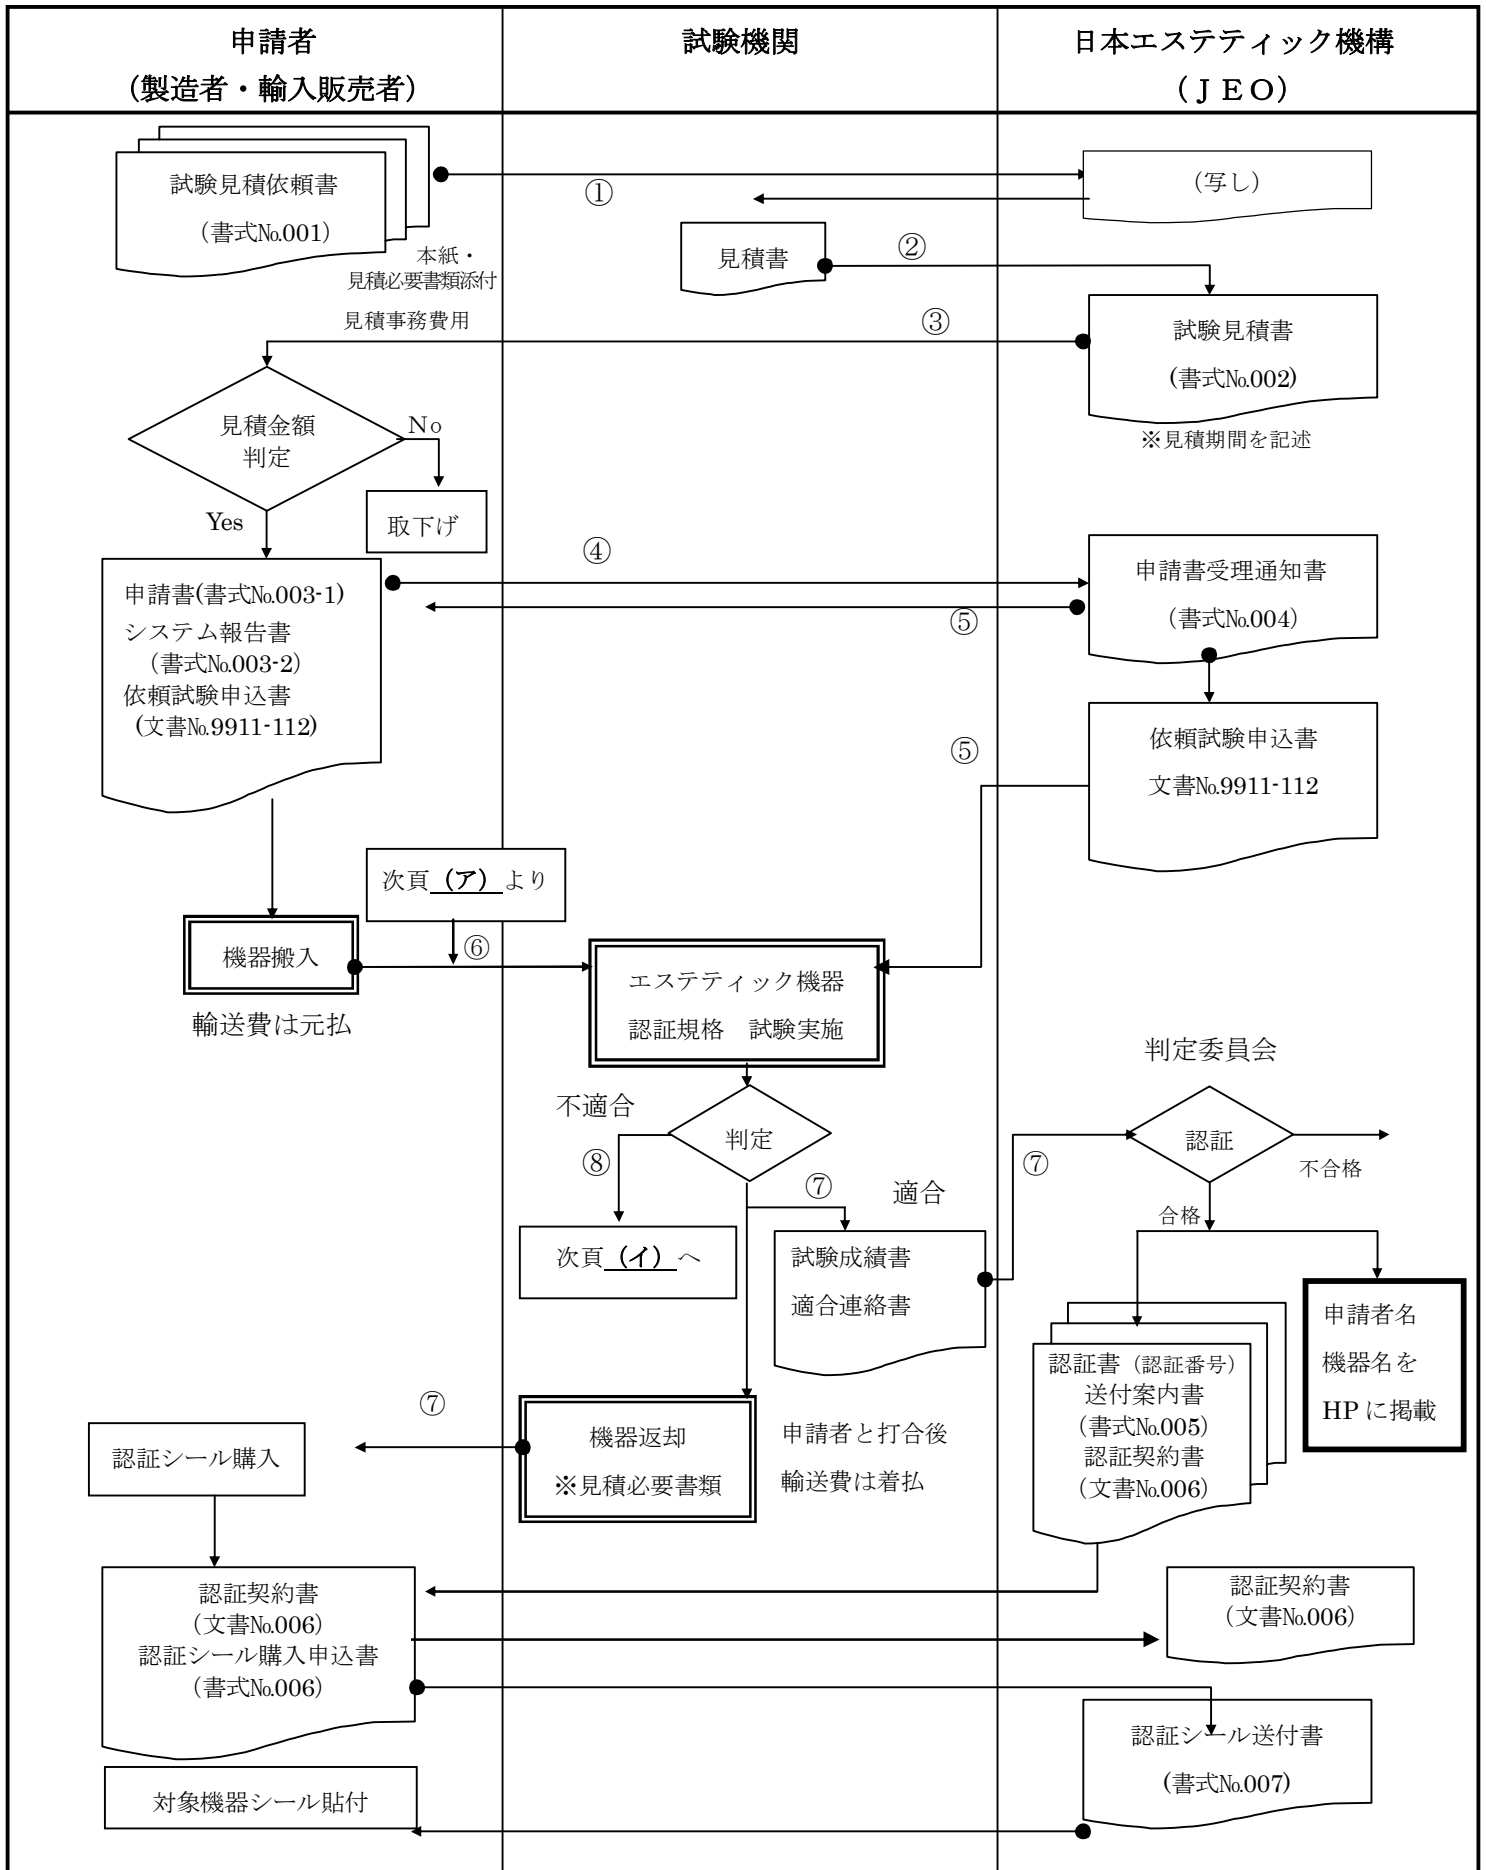 申請者
（製造者・輸入販売者）
試験機関
日本エステティック機構
（ＪＥＯ）
試験見積依頼書
（書式№001）
本紙・
見積必要書類添付
①
（写し）
見積書
②
見積事務費用
③
試験見積書
(書式№002)
※見積期間を記述
見積金額
判定
No
Yes
取下げ
申請書(書式№003-1)
システム報告書
（書式№003-2）
依頼試験申込書
(文書№9911-112)
④
⑤
申請書受理通知書
（書式№004）
⑤
依頼試験申込書
文書№9911-112
次頁（ア）より
機器搬入
⑥
輸送費は元払
エステティック機器
認証規格　試験実施
判定委員会
不適合
判定
⑧
⑦
適合
⑦
認証
不合格
合格
次頁（イ）へ
試験成績書
適合連絡書
申請者名
機器名を
HPに掲載
認証書（認証番号）
送付案内書
（書式№005）
認証契約書
（文書№006）
⑦
認証シール購入
機器返却
※見積必要書類
申請者と打合後
輸送費は着払
認証契約書
（文書№006）
認証シール購入申込書
（書式№006）
認証契約書
（文書№006）
認証シール送付書
(書式№007)
対象機器シール貼付